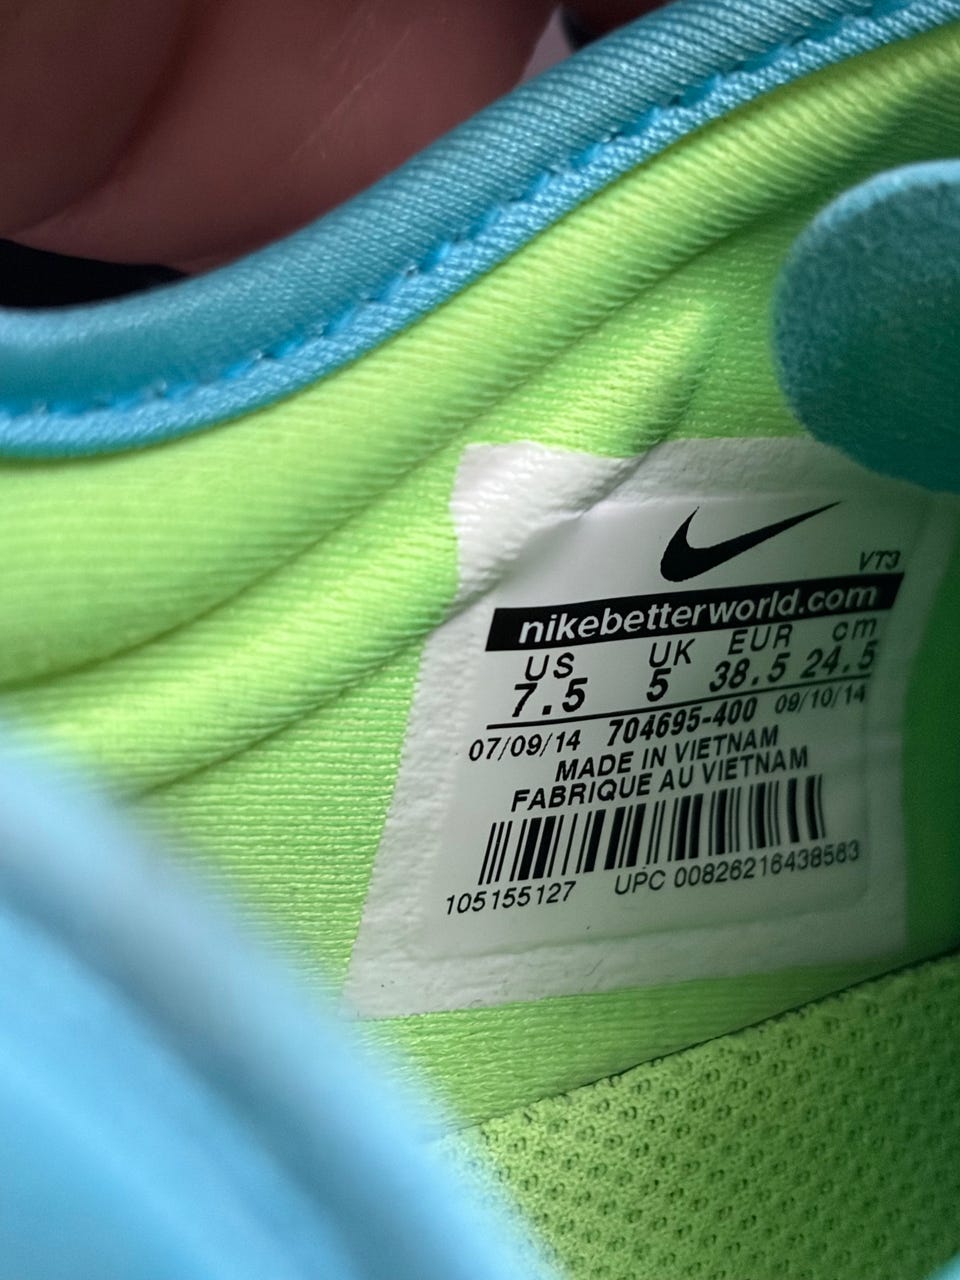 VT3
nikebetterworld.com
US UK EUR cm
7.5 5 38.5 24.5
07/09/14 704695-400 09/10/14
MADE IN VIETNAM
FABRIQUE AU VIETNAM
105155127 UPC 00826216438563